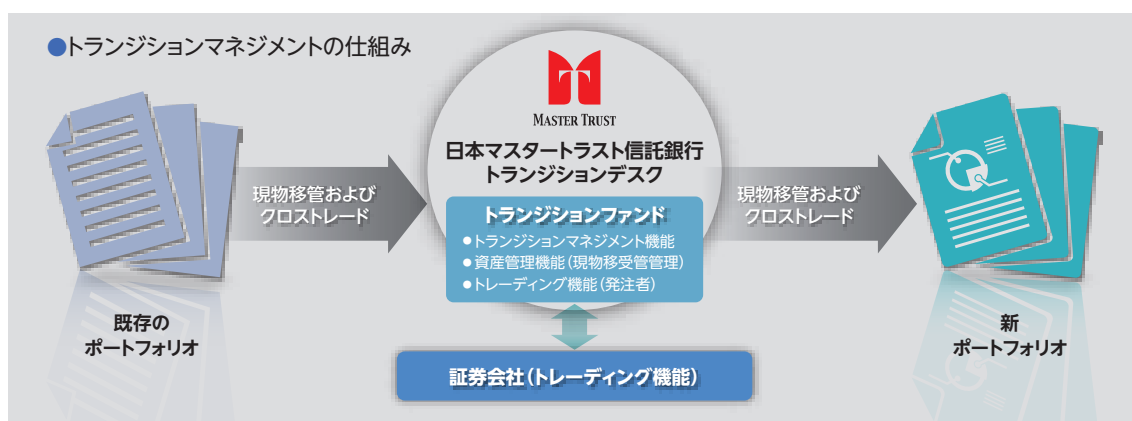 ●トランジションマネジメントの仕組み
MASTER TRUST
日本マスタートラスト信託銀行
トランジションデスク
現物移管および
クロストレード
トランジションファンド
●トランジションマネジメント機能
●資産管理機能(現物移受管管理)
●トレーディング機能(発注者)
現物移管および
クロストレード
既存の
ポートフォリオ
新
ポートフォリオ
証券会社(トレーディング機能)